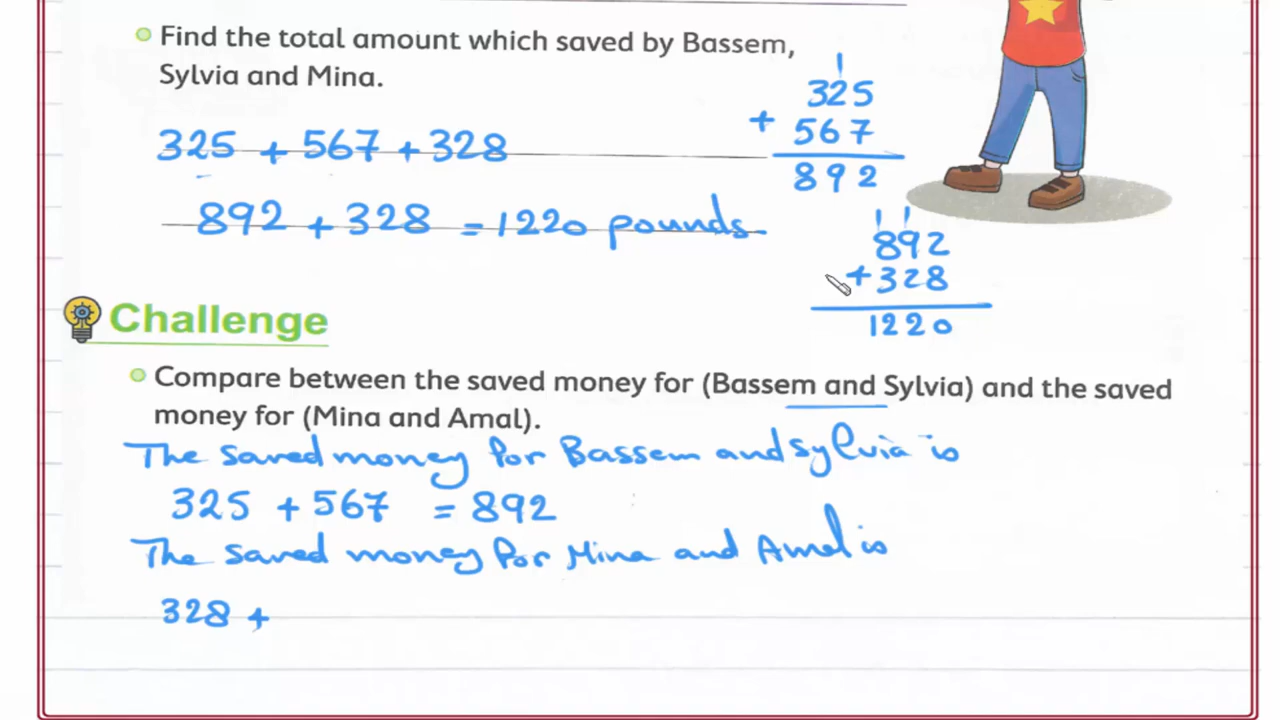 Find the total amount which saved by Bassem,
Sylvia and Mina.
325 + 567 + 328
892 + 328 = 1220 pounds.
1
325
+ 567
892
1 1
892
+ 328
1220
Challenge
Compare between the saved money for (Bassem and Sylvia) and the saved
money for (Mina and Amal).
The saved money for Bassem and Sylvia is
325 + 567 = 892
The saved money for Mina and Amal is
328 +